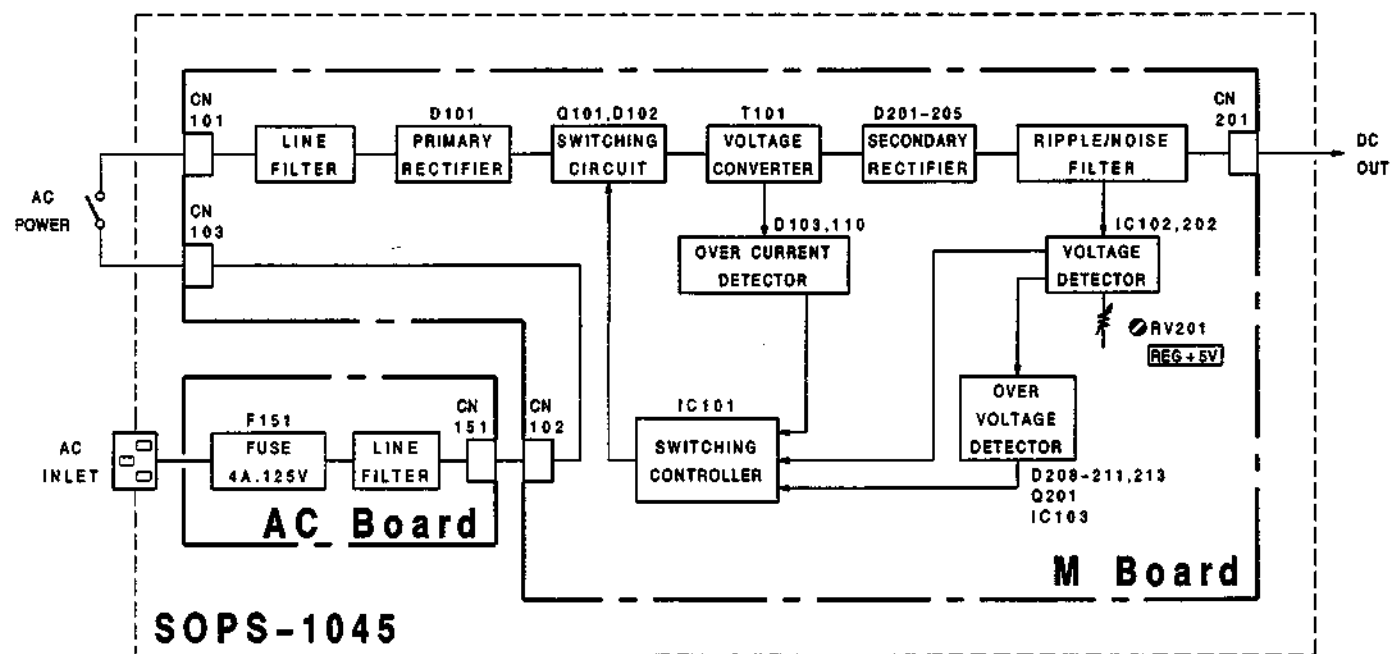 CN
101
LINE
FILTER
D101
PRIMARY
RECTIFIER
Q101,D102
SWITCHING
CIRCUIT
T101
VOLTAGE
CONVERTER
D201-205
SECONDARY
RECTIFIER
RIPPLE/NOISE
FILTER
CN
201
DC
OUT
AC
POWER
CN
103
D103,110
OVER CURRENT
DETECTOR
IC102,202
VOLTAGE
DETECTOR
RV201
REG+5V
OVER
VOLTAGE
DETECTOR
D208-211,213
Q201
IC103
IC101
SWITCHING
CONTROLLER
AC
INLET
F151
FUSE
4A.125V
LINE
FILTER
CN
151
CN
102
AC Board
M Board
SOPS-1045